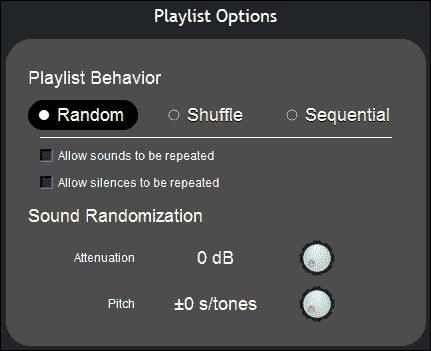 Playlist Options
Playlist Behavior
Random Shuffle Sequential
Allow sounds to be repeated
Allow silences to be repeated
Sound Randomization
Attenuation 0 dB
Pitch ±0 s/tones